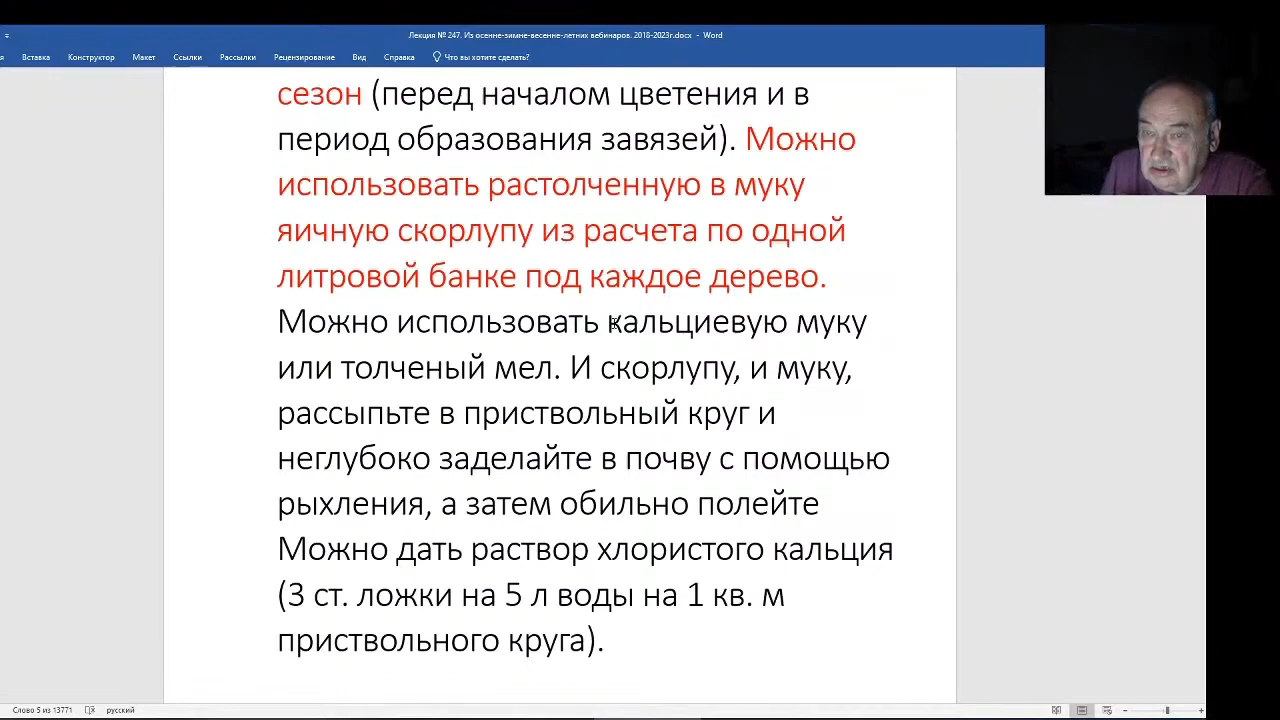 Лекция № 247. Из осенне-зимне-весенне-летних вебинаров. 2018-2023г.docx - Word
Вставка Конструктор Макет Ссылки Рассылки Рецензирование Вид Справка Что вы хотите сделать?
сезон (перед началом цветения и в
период образования завязей). Можно
использовать растолченную в муку
яичную скорлупу из расчета по одной
литровой банке под каждое дерево.
Можно использовать кальциевую муку
или толченый мел. И скорлупу, и муку,
рассыпьте в приствольный круг и
неглубоко заделайте в почву с помощью
рыхления, а затем обильно полейте
Можно дать раствор хлористого кальция
(3 ст. ложки на 5 л воды на 1 кв. м
приствольного круга).
Слово 5 из 13771 русский